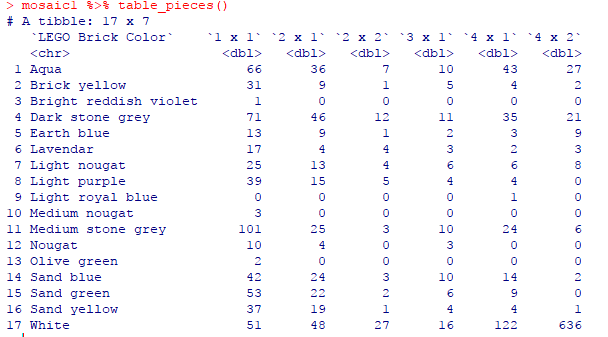 > mosaic1 %>% table_pieces()
# A tibble: 17 x 7
   `LEGO Brick Color`    `1 x 1` `2 x 1` `2 x 2` `3 x 1` `4 x 1` `4 x 2`
   <chr>                   <dbl>   <dbl>   <dbl>   <dbl>   <dbl>   <dbl>
 1 Aqua                       66      36       7      10      43      27
 2 Brick yellow               31       9       1       5       4       2
 3 Bright reddish violet       1       0       0       0       0       0
 4 Dark stone grey            71      46      12      11      35      21
 5 Earth blue                 13       9       1       2       3       9
 6 Lavendar                   17       4       4       3       2       3
 7 Light nougat               25      13       4       6       6       8
 8 Light purple               39      15       5       4       4       0
 9 Light royal blue            0       0       0       0       1       0
10 Medium nougat               3       0       0       0       0       0
11 Medium stone grey         101      25       3      10      24       6
12 Nougat                     10       4       0       3       0       0
13 Olive green                 2       0       0       0       0       0
14 Sand blue                  42      24       3      10      14       2
15 Sand green                 53      22       2       6       9       0
16 Sand yellow                37      19       1       4       4       1
17 White                      51      48      27      16     122     636